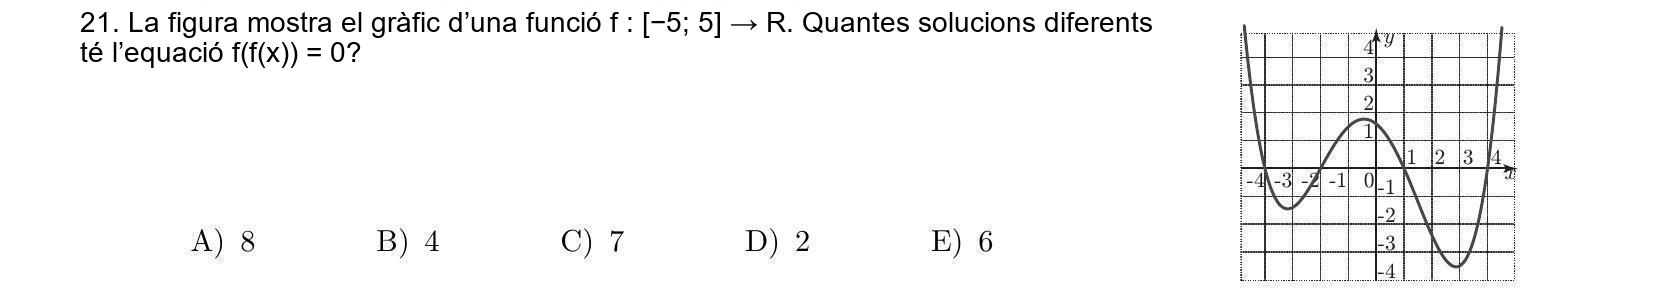 21. La figura mostra el gràfic d'una funció f : [−5; 5] → R. Quantes solucions diferents
té l'equació f(f(x)) = 0?
A) 8 B) 4 C) 7 D) 2 E) 6
y
4
3
2
1
1 2 3 4
x
-4 -3 -2 -1 0
-1
-2
-3
-4